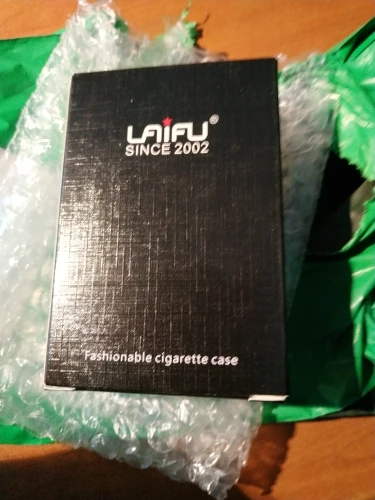 LAIFU®
SINCE 2002
Fashionable cigarette case